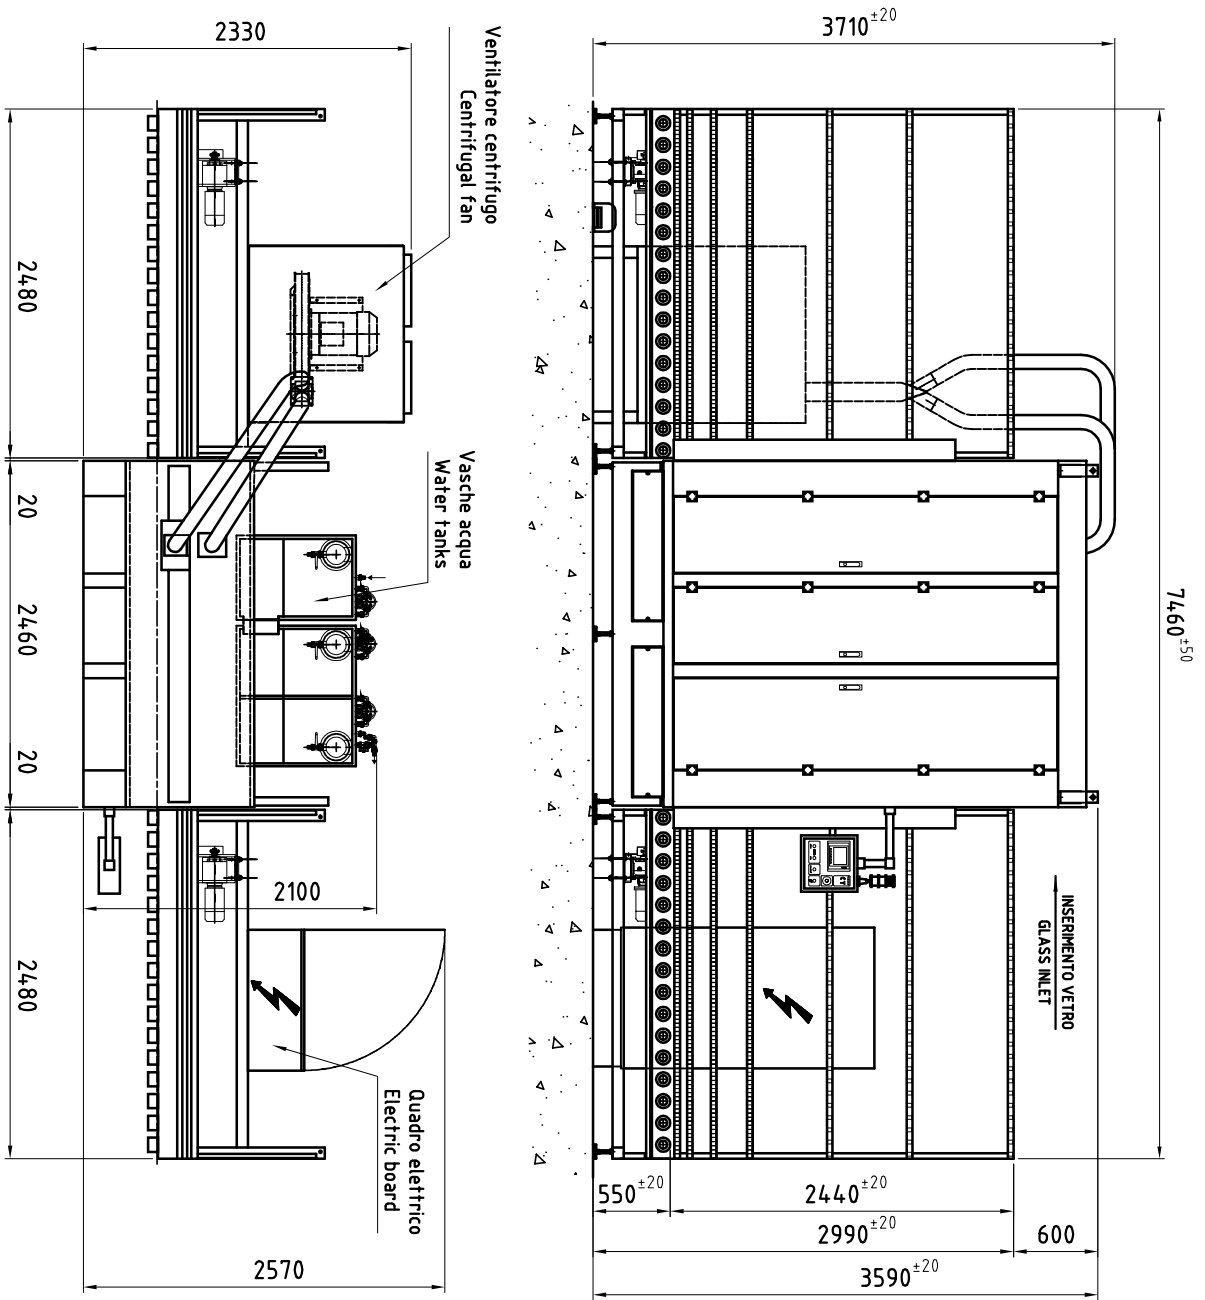 2330
3710±20
Ventilatore centrifugo
Centrifugal fan
2480
20
2460
20
2480
Vasche acqua
Water tanks
7460±50
2100
INSERIMENTO VETRO
GLASS INLET
Quadro elettrico
Electric board
550±20
2440±20
2990±20
600
2570
3590±20